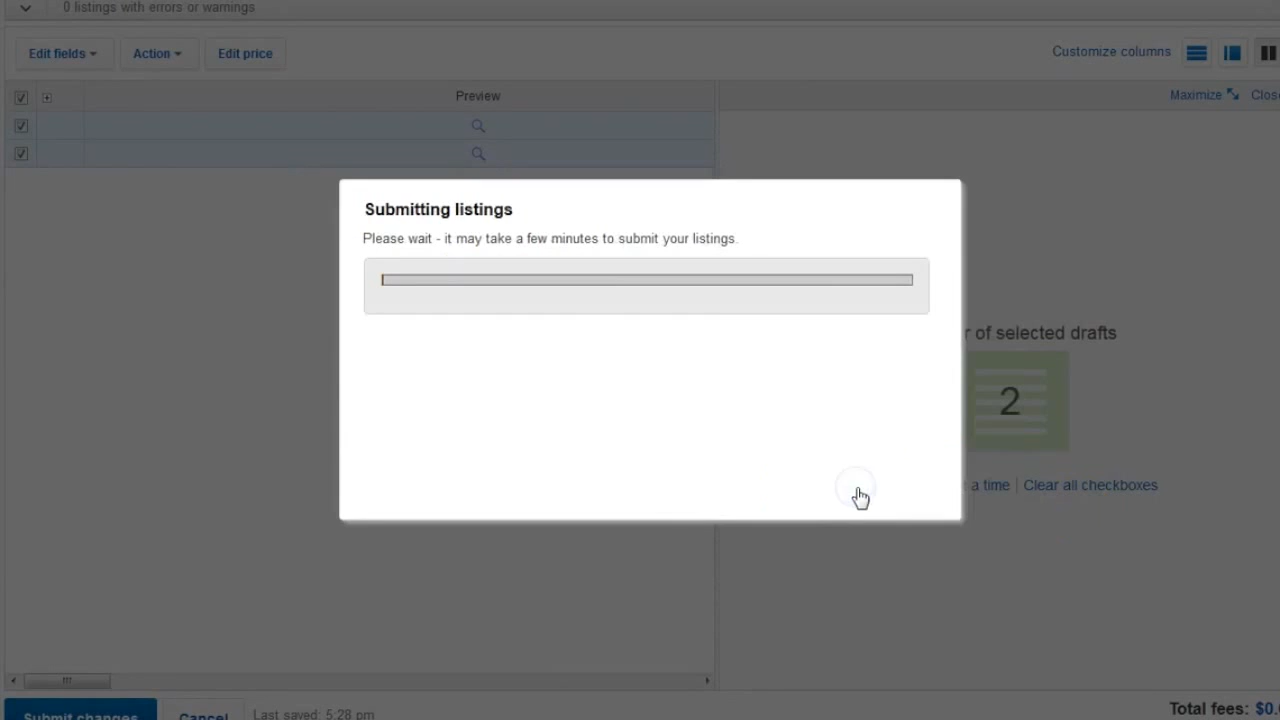 0 listings with errors or warnings
Edit fields Action Edit price
Customize columns
Preview
Maximize
Submitting listings
Please wait - it may take a few minutes to submit your listings.
of selected drafts
2
a time | Clear all checkboxes
Submit changes Cancel Last saved: 5:28 pm
Total fees: $0.